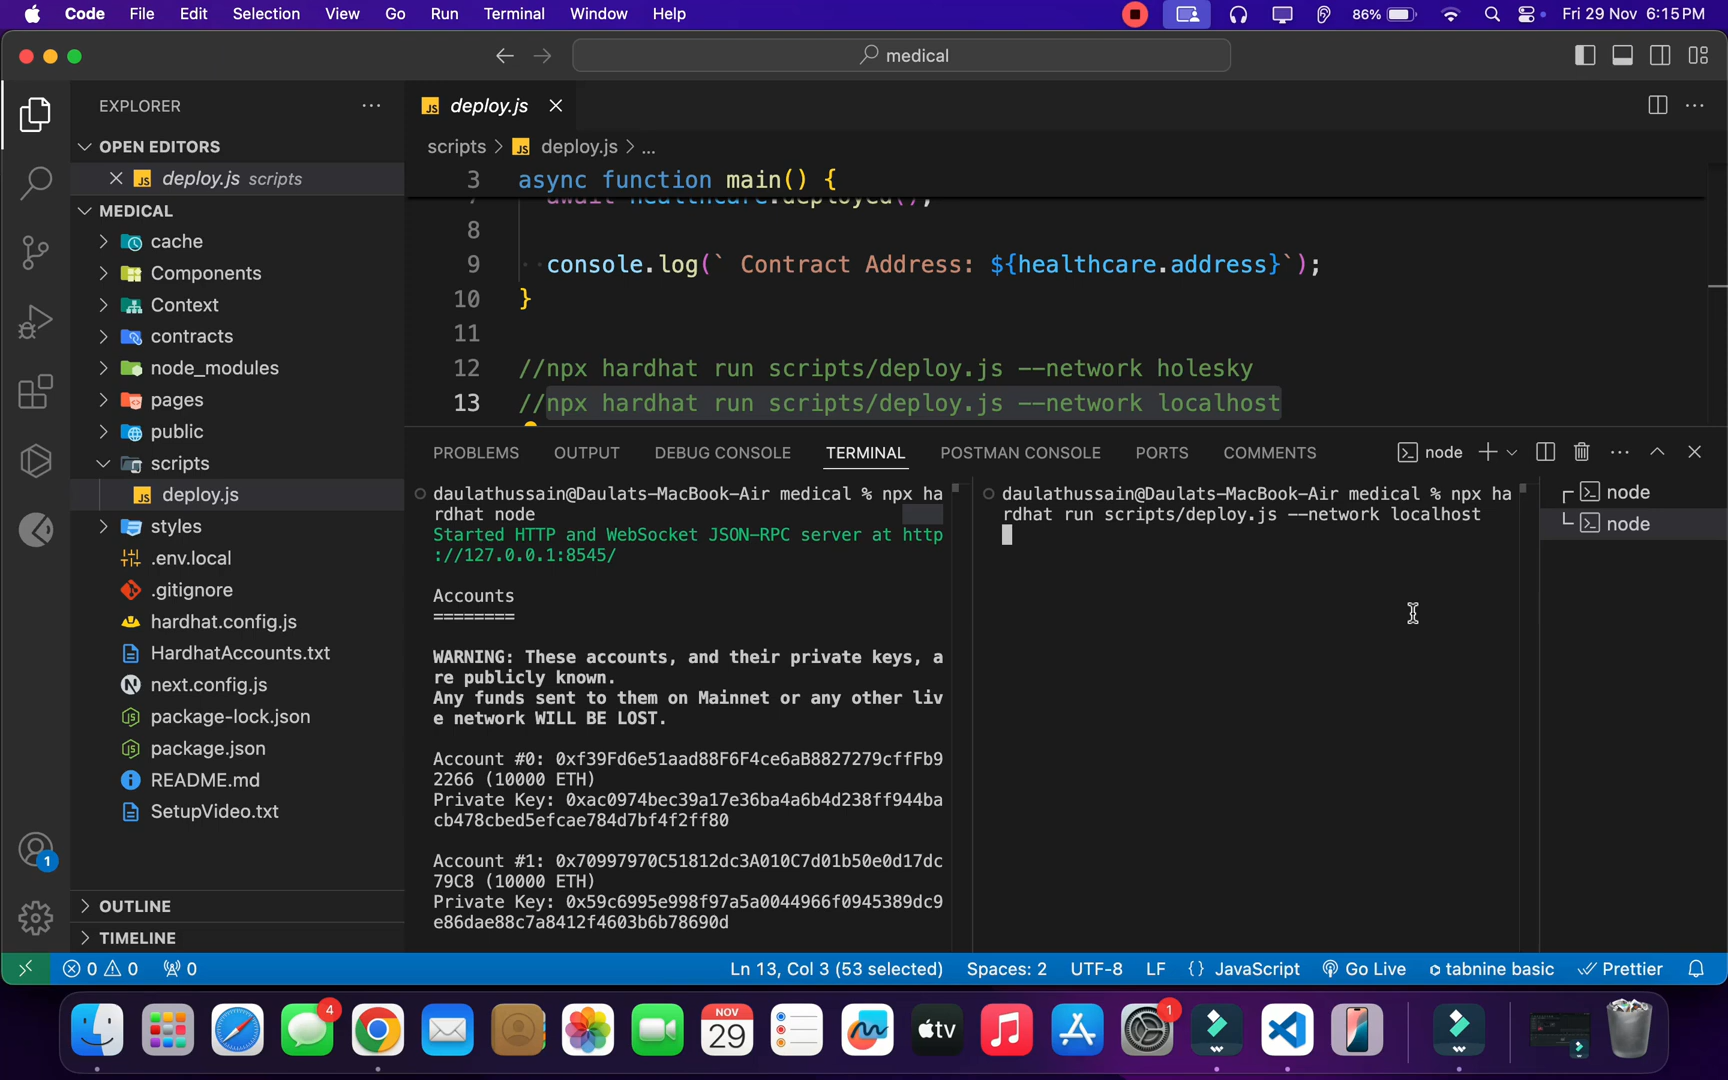 Code File Edit Selection View Go Run Terminal Window Help 86% Fri 29 Nov 6:15 PM
medical
EXPLORER
OPEN EDITORS
deploy.js scripts
MEDICAL
cache
Components
Context
contracts
node_modules
pages
public
scripts
deploy.js
styles
.env.local
.gitignore
hardhat.config.js
HardhatAccounts.txt
next.config.js
package-lock.json
package.json
README.md
SetupVideo.txt
OUTLINE
TIMELINE
1
deploy.js
scripts > deploy.js > ...
3 async function main() {
await healthcare.deployed();
8
9 console.log(` Contract Address: ${healthcare.address}`);
10 }
11
12 //npx hardhat run scripts/deploy.js --network holesky
13 //npx hardhat run scripts/deploy.js --network localhost
PROBLEMS OUTPUT DEBUG CONSOLE TERMINAL POSTMAN CONSOLE PORTS COMMENTS node
daulathussain@Daulats-MacBook-Air medical % npx ha
rdhat node
Started HTTP and WebSocket JSON-RPC server at http
://127.0.0.1:8545/
Accounts
========
WARNING: These accounts, and their private keys, a
re publicly known.
Any funds sent to them on Mainnet or any other liv
e network WILL BE LOST.
Account #0: 0xf39Fd6e51aad88F6F4ce6aB8827279cffFb9
2266 (10000 ETH)
Private Key: 0xac0974bec39a17e36ba4a6b4d238ff944ba
cb478cbed5efcae784d7bf4f2ff80
Account #1: 0x70997970C51812dc3A010C7d01b50e0d17dc
79C8 (10000 ETH)
Private Key: 0x59c6995e998f97a5a0044966f0945389dc9
e86dae88c7a8412f4603b6b78690d
daulathussain@Daulats-MacBook-Air medical % npx ha
rdhat run scripts/deploy.js --network localhost
node
node
0 0 0 Ln 13, Col 3 (53 selected) Spaces: 2 UTF-8 LF {} JavaScript Go Live tabnine basic Prettier
4
NOV
29
tv
1